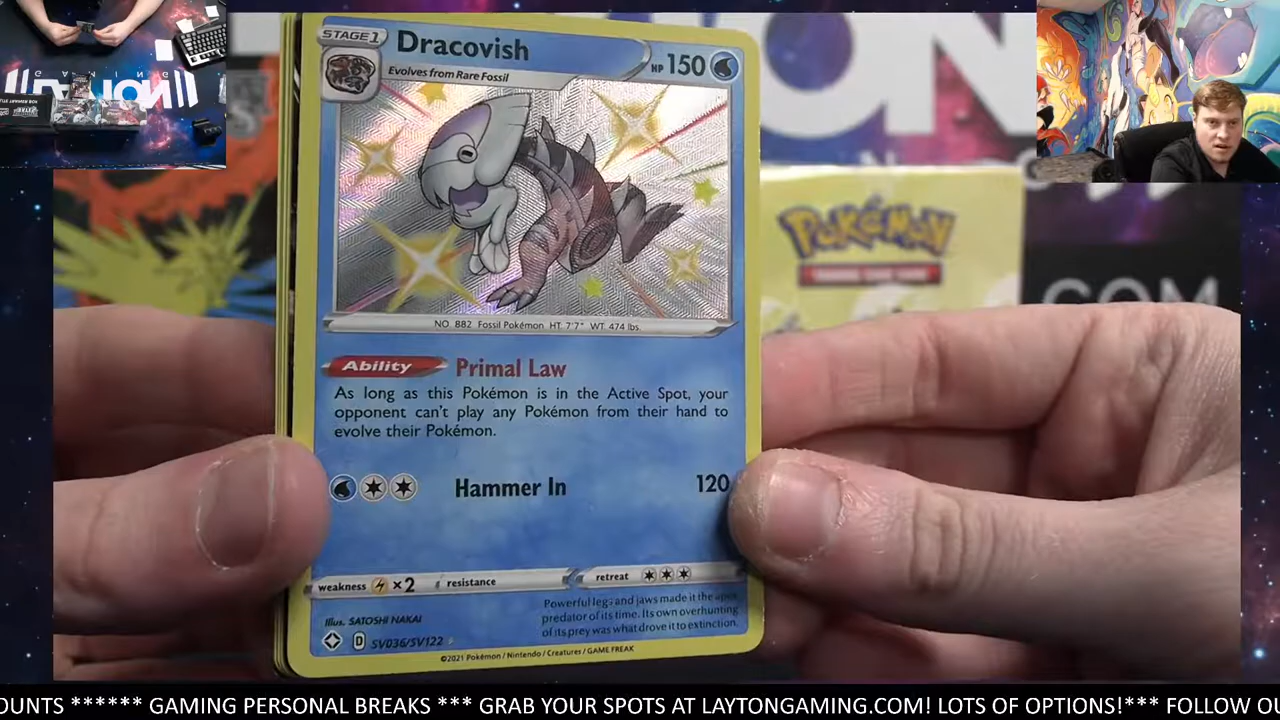 STAGE 1
Dracovish
HP 150
Evolves from Rare Fossil
POKéMON
NO. 882 Fossil Pokémon HT: 7'7" WT: 474 lbs.
COM
Ability Primal Law
As long as this Pokémon is in the Active Spot, your
opponent can't play any Pokémon from their hand to
evolve their Pokémon.
Hammer In 120
weakness ×2 resistance retreat
Illus. SATOSHI NAKAI
Powerful legs and jaws made it the apex
predator of its time. Its own overhunting
of its prey was what drove it to extinction.
D SV036/SV122
©2021 Pokémon / Nintendo / Creatures / GAME FREAK
OUNTS ****** GAMING PERSONAL BREAKS *** GRAB YOUR SPOTS AT LAYTONGAMING.COM! LOTS OF OPTIONS!*** FOLLOW OU